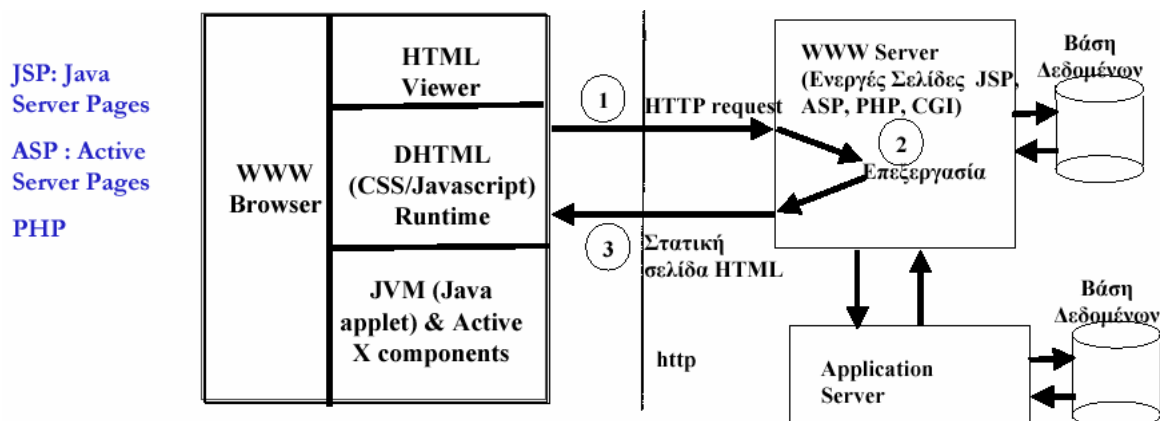 JSP: Java
Server Pages
ASP : Active
Server Pages
PHP
WWW
Browser
HTML
Viewer
DHTML
(CSS/Javascript)
Runtime
JVM (Java
applet) & Active
X components
1
HTTP request
3
Στατική
σελίδα HTML
http
WWW Server
(Ενεργές Σελίδες JSP,
ASP, PHP, CGI)
2
Επεξεργασία
Βάση
Δεδομένων
Application
Server
Βάση
Δεδομένων